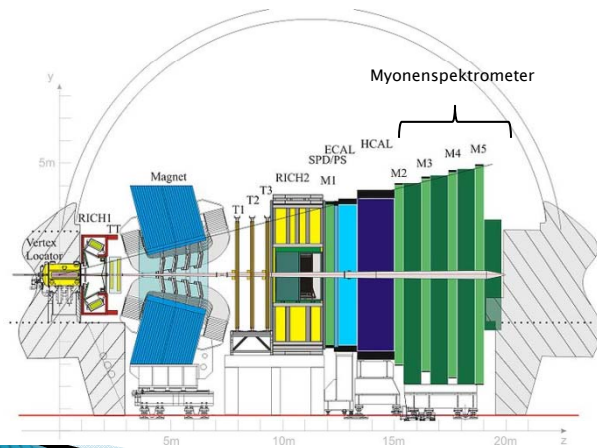 Myonenspektrometer
y
5m
Magnet
RICH1
TT
Vertex
Locator
T1
T2
T3
RICH2
SPD/PS
M1
ECAL
HCAL
M2
M3
M4
M5
5m
10m
15m
20m
z